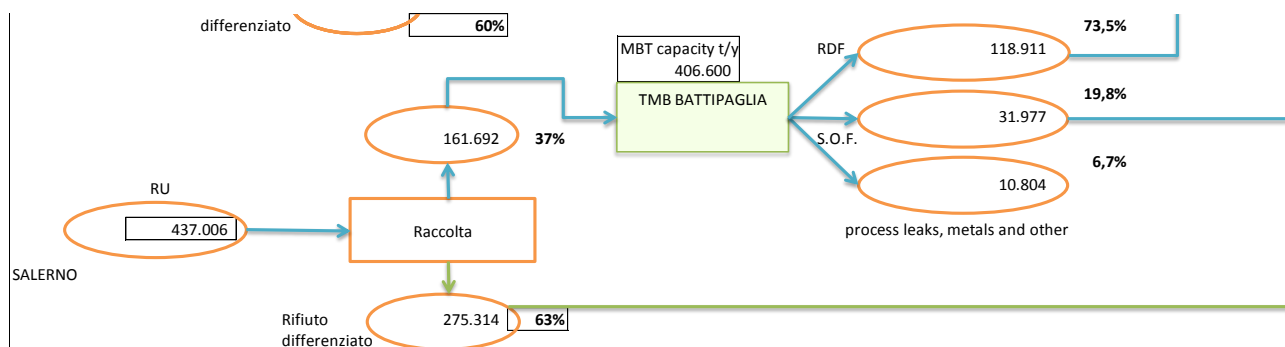 differenziato
60%
MBT capacity t/y
406.600
TMB BATTIPAGLIA
RDF
118.911
73,5%
S.O.F.
31.977
19,8%
10.804
6,7%
process leaks, metals and other
161.692
37%
RU
437.006
Raccolta
SALERNO
Rifiuto
differenziato
275.314
63%